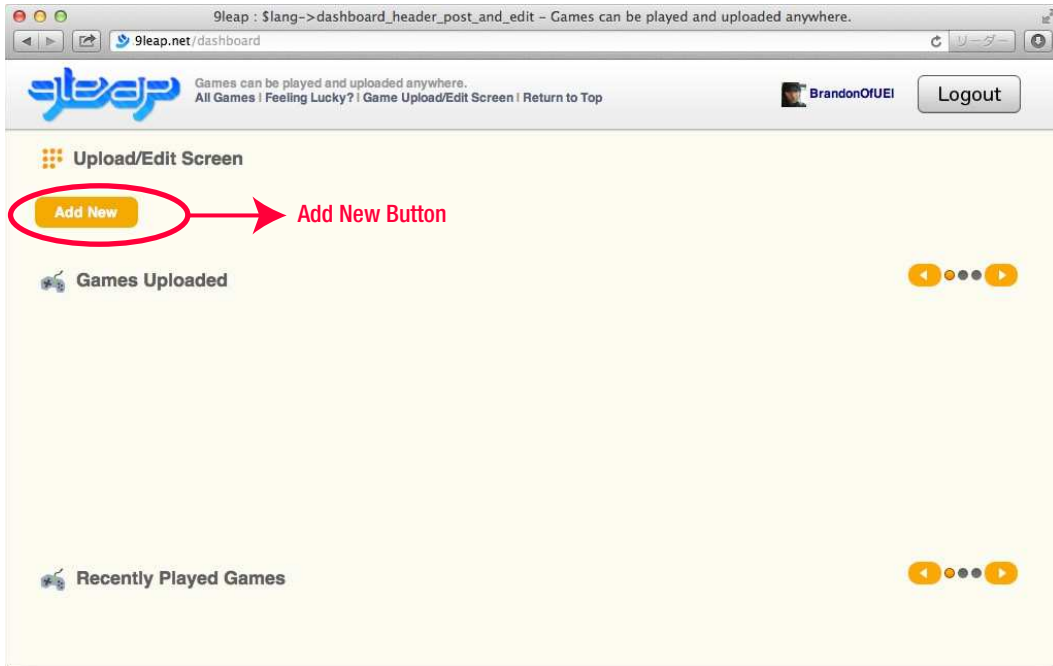 9leap : $lang->dashboard_header_post_and_edit – Games can be played and uploaded anywhere.
9leap.net/dashboard
リーダー
9leap
Games can be played and uploaded anywhere.
All Games | Feeling Lucky? | Game Upload/Edit Screen | Return to Top
BrandonOfUEI
Logout
Upload/Edit Screen
Add New
Add New Button
Games Uploaded
Recently Played Games